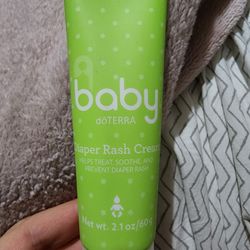 baby
dōTERRA
Diaper Rash Cream
HELPS TREAT, SOOTHE, AND
PREVENT DIAPER RASH
Net wt. 2.1 oz/60 g